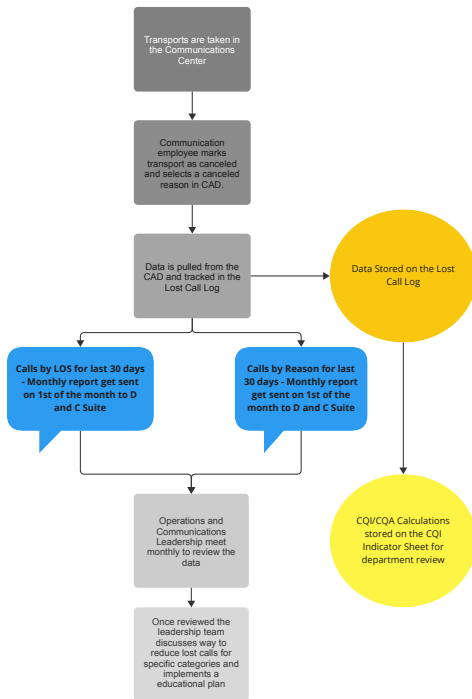 Transports are taken in
the Communications
Center
Communication
employee marks
transport as canceled
and selects a canceled
reason in CAD.
Data is pulled from the
CAD and tracked in the
Lost Call Log
Data Stored on the Lost
Call Log
Calls by LOS for last 30 days
- Monthly report get sent
on 1st of the month to D
and C Suite
Calls by Reason for last
30 days - Monthly report
get sent on 1st of the
month to D and C Suite
Operations and
Communications
Leadership meet
monthly to review the
data
CQI/CQA Calculations
stored on the CQI
Indicator Sheet for
department review
Once reviewed the
leadership team
discusses way to
reduce lost calls for
specific categories and
implements a
educational plan